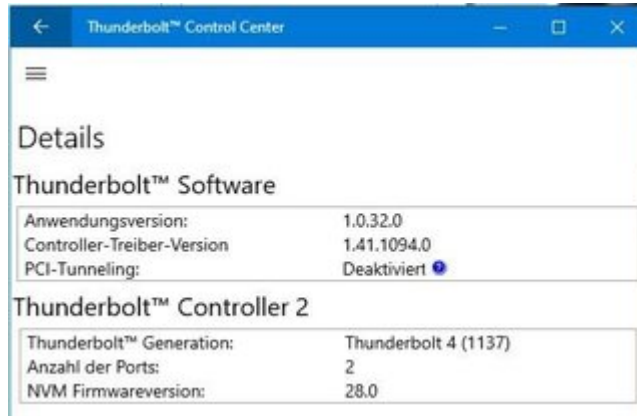 Thunderbolt™ Control Center
Details
Thunderbolt™ Software
Anwendungsversion: 1.0.32.0
Controller-Treiber-Version 1.41.1094.0
PCI-Tunneling: Deaktiviert ?
Thunderbolt™ Controller 2
Thunderbolt™ Generation: Thunderbolt 4 (1137)
Anzahl der Ports: 2
NVM Firmwareversion: 28.0